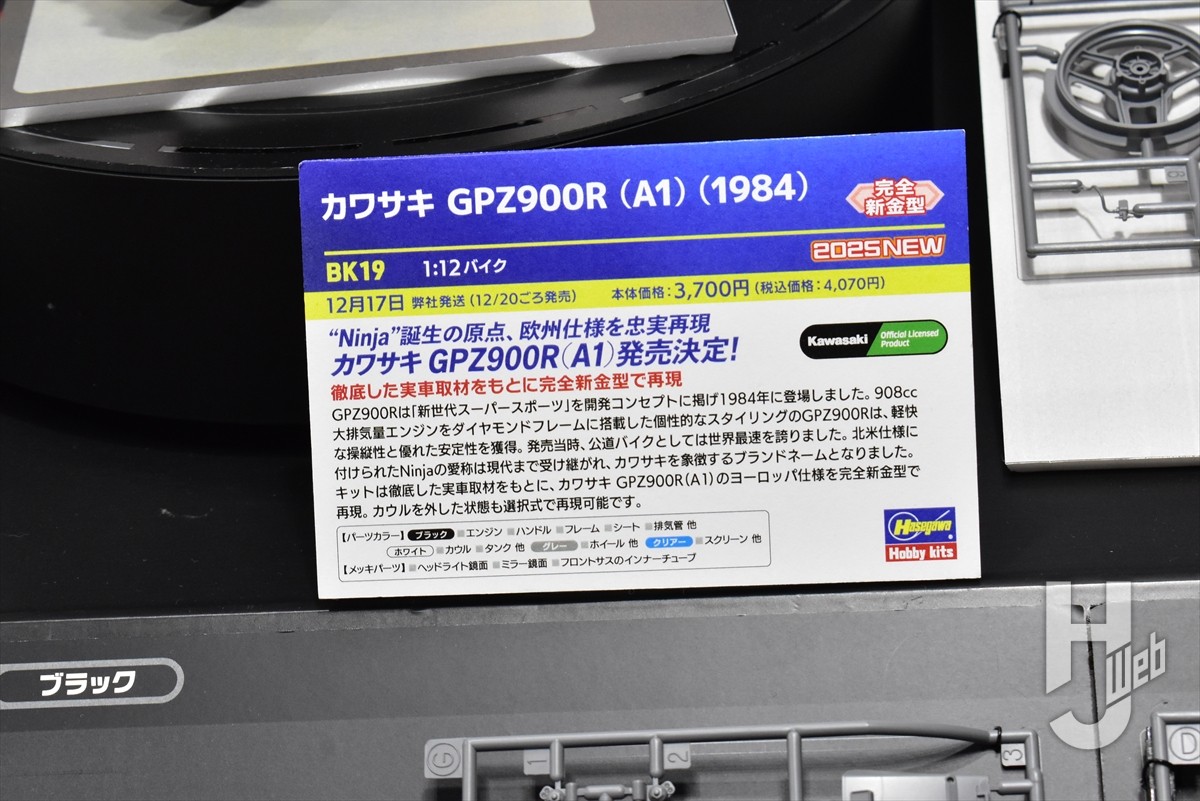 カワサキ GPZ900R（A1）（1984）
完全
新金型
2025NEW
BK19 1:12バイク
12月17日 弊社発送（12/20ごろ発売） 本体価格：3,700円（税込価格：4,070円）
“Ninja”誕生の原点、欧州仕様を忠実再現
カワサキ GPZ900R（A1）発売決定！
Kawasaki Official Licensed
Product
徹底した実車取材をもとに完全新金型で再現
GPZ900Rは「新世代スーパースポーツ」を開発コンセプトに掲げ1984年に登場しました。908cc
大排気量エンジンをダイヤモンドフレームに搭載した個性的なスタイリングのGPZ900Rは、軽快
な操縦性と優れた安定性を獲得。発売当時、公道バイクとしては世界最速を誇りました。北米仕様に
付けられたNinjaの愛称は現代まで受け継がれ、カワサキを象徴するブランドネームとなりました。
キットは徹底した実車取材をもとに、カワサキ GPZ900R（A1）のヨーロッパ仕様を完全新金型で
再現。カウルを外した状態も選択式で再現可能です。
【パーツカラー】 ブラック ■エンジン ■ハンドル ■フレーム ■シート ■排気管 他
ホワイト ■カウル ■タンク 他 グレー ■ホイール 他 クリアー ■スクリーン 他
【メッキパーツ】 ■ヘッドライト鏡面 ■ミラー鏡面 ■フロントサスのインナーチューブ
Hasegawa
Hobby kits
ブラック
G 1 2 3 D
HJ Web